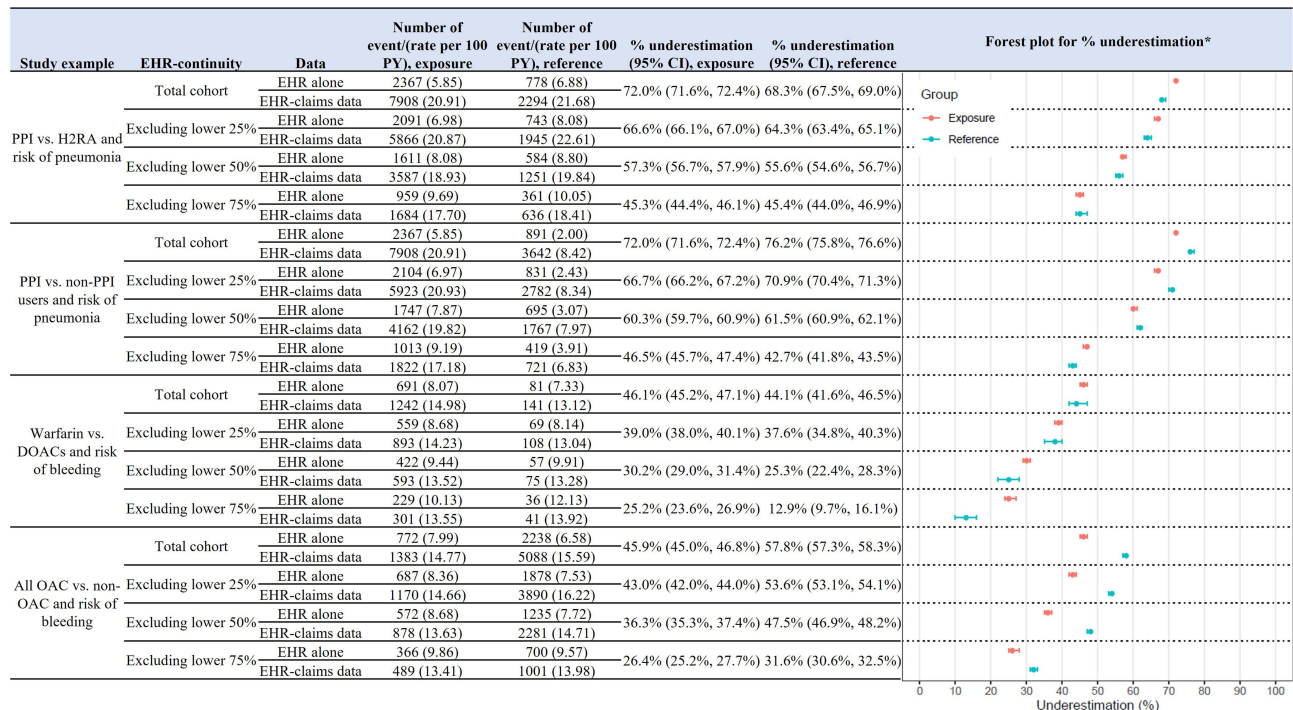 Study example EHR-continuity Data Number of event/(rate per 100 PY), exposure Number of event/(rate per 100 PY), reference % underestimation (95% CI), exposure % underestimation (95% CI), reference Forest plot for % underestimation*
PPI vs. H2RA and risk of pneumonia
Total cohort
EHR alone 2367 (5.85) 778 (6.88)
EHR-claims data 7908 (20.91) 2294 (21.68)
72.0% (71.6%, 72.4%) 68.3% (67.5%, 69.0%)
Excluding lower 25%
EHR alone 2091 (6.98) 743 (8.08)
EHR-claims data 5866 (20.87) 1945 (22.61)
66.6% (66.1%, 67.0%) 64.3% (63.4%, 65.1%)
Excluding lower 50%
EHR alone 1611 (8.08) 584 (8.80)
EHR-claims data 3587 (18.93) 1251 (19.84)
57.3% (56.7%, 57.9%) 55.6% (54.6%, 56.7%)
Excluding lower 75%
EHR alone 959 (9.69) 361 (10.05)
EHR-claims data 1684 (17.70) 636 (18.41)
45.3% (44.4%, 46.1%) 45.4% (44.0%, 46.9%)
PPI vs. non-PPI users and risk of pneumonia
Total cohort
EHR alone 2367 (5.85) 891 (2.00)
EHR-claims data 7908 (20.91) 3642 (8.42)
72.0% (71.6%, 72.4%) 76.2% (75.8%, 76.6%)
Excluding lower 25%
EHR alone 2104 (6.97) 831 (2.43)
EHR-claims data 5923 (20.93) 2782 (8.34)
66.7% (66.2%, 67.2%) 70.9% (70.4%, 71.3%)
Excluding lower 50%
EHR alone 1747 (7.87) 695 (3.07)
EHR-claims data 4162 (19.82) 1767 (7.97)
60.3% (59.7%, 60.9%) 61.5% (60.9%, 62.1%)
Excluding lower 75%
EHR alone 1013 (9.19) 419 (3.91)
EHR-claims data 1822 (17.18) 721 (6.83)
46.5% (45.7%, 47.4%) 42.7% (41.8%, 43.5%)
Warfarin vs. DOACs and risk of bleeding
Total cohort
EHR alone 691 (8.07) 81 (7.33)
EHR-claims data 1242 (14.98) 141 (13.12)
46.1% (45.2%, 47.1%) 44.1% (41.6%, 46.5%)
Excluding lower 25%
EHR alone 559 (8.68) 69 (8.14)
EHR-claims data 893 (14.23) 108 (13.04)
39.0% (38.0%, 40.1%) 37.6% (34.8%, 40.3%)
Excluding lower 50%
EHR alone 422 (9.44) 57 (9.91)
EHR-claims data 593 (13.52) 75 (13.28)
30.2% (29.0%, 31.4%) 25.3% (22.4%, 28.3%)
Excluding lower 75%
EHR alone 229 (10.13) 36 (12.13)
EHR-claims data 301 (13.55) 41 (13.92)
25.2% (23.6%, 26.9%) 12.9% (9.7%, 16.1%)
All OAC vs. non-OAC and risk of bleeding
Total cohort
EHR alone 772 (7.99) 2238 (6.58)
EHR-claims data 1383 (14.77) 5088 (15.59)
45.9% (45.0%, 46.8%) 57.8% (57.3%, 58.3%)
Excluding lower 25%
EHR alone 687 (8.36) 1878 (7.53)
EHR-claims data 1170 (14.66) 3890 (16.22)
43.0% (42.0%, 44.0%) 53.6% (53.1%, 54.1%)
Excluding lower 50%
EHR alone 572 (8.68) 1235 (7.72)
EHR-claims data 878 (13.63) 2281 (14.71)
36.3% (35.3%, 37.4%) 47.5% (46.9%, 48.2%)
Excluding lower 75%
EHR alone 366 (9.86) 700 (9.57)
EHR-claims data 489 (13.41) 1001 (13.98)
26.4% (25.2%, 27.7%) 31.6% (30.6%, 32.5%)
Group
Exposure
Reference
0 10 20 30 40 50 60 70 80 90 100
Underestimation (%)